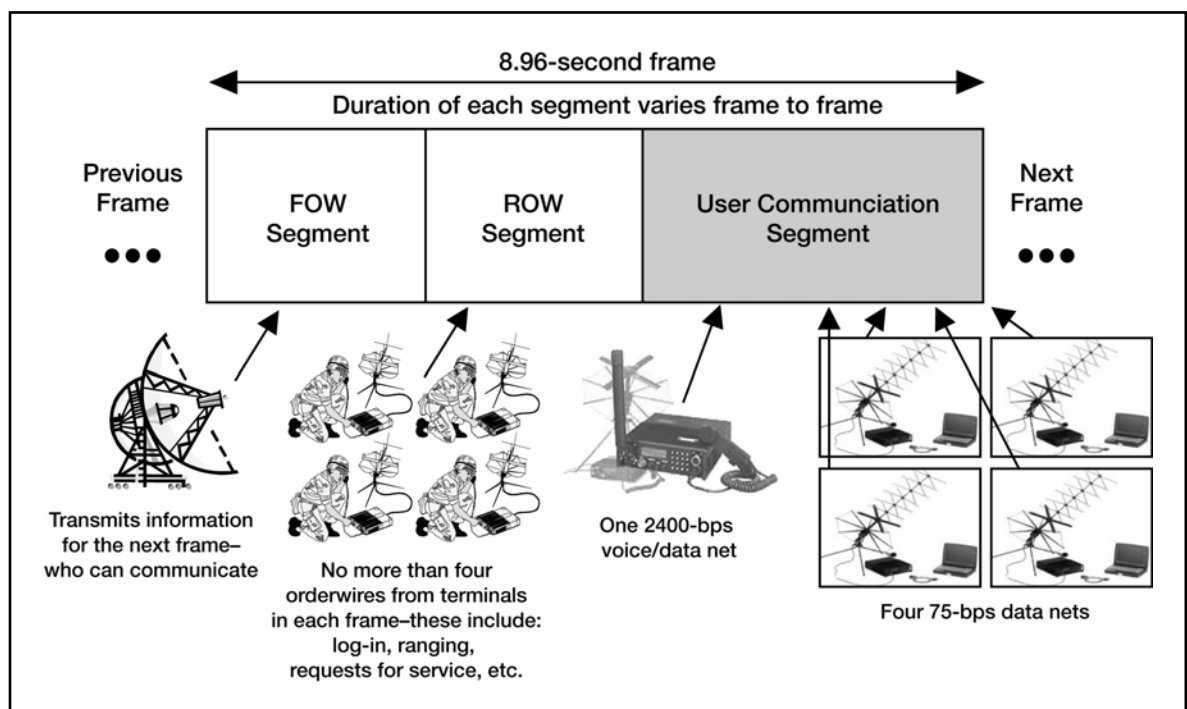 8.96-second frame
Duration of each segment varies frame to frame
Previous
Frame
FOW
Segment
ROW
Segment
User Communciation
Segment
Next
Frame
Transmits information
for the next frame–
who can communicate
No more than four
orderwires from terminals
in each frame–these include:
log-in, ranging,
requests for service, etc.
One 2400-bps
voice/data net
Four 75-bps data nets